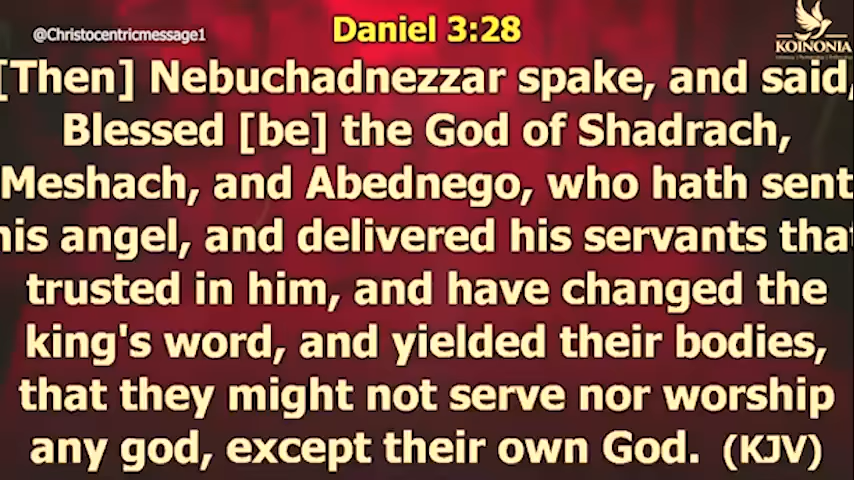 @Christocentricmessage1
Daniel 3:28
KOINONIA
[Then] Nebuchadnezzar spake, and said,
Blessed [be] the God of Shadrach,
Meshach, and Abednego, who hath sent
his angel, and delivered his servants that
trusted in him, and have changed the
king's word, and yielded their bodies,
that they might not serve nor worship
any god, except their own God. (KJV)